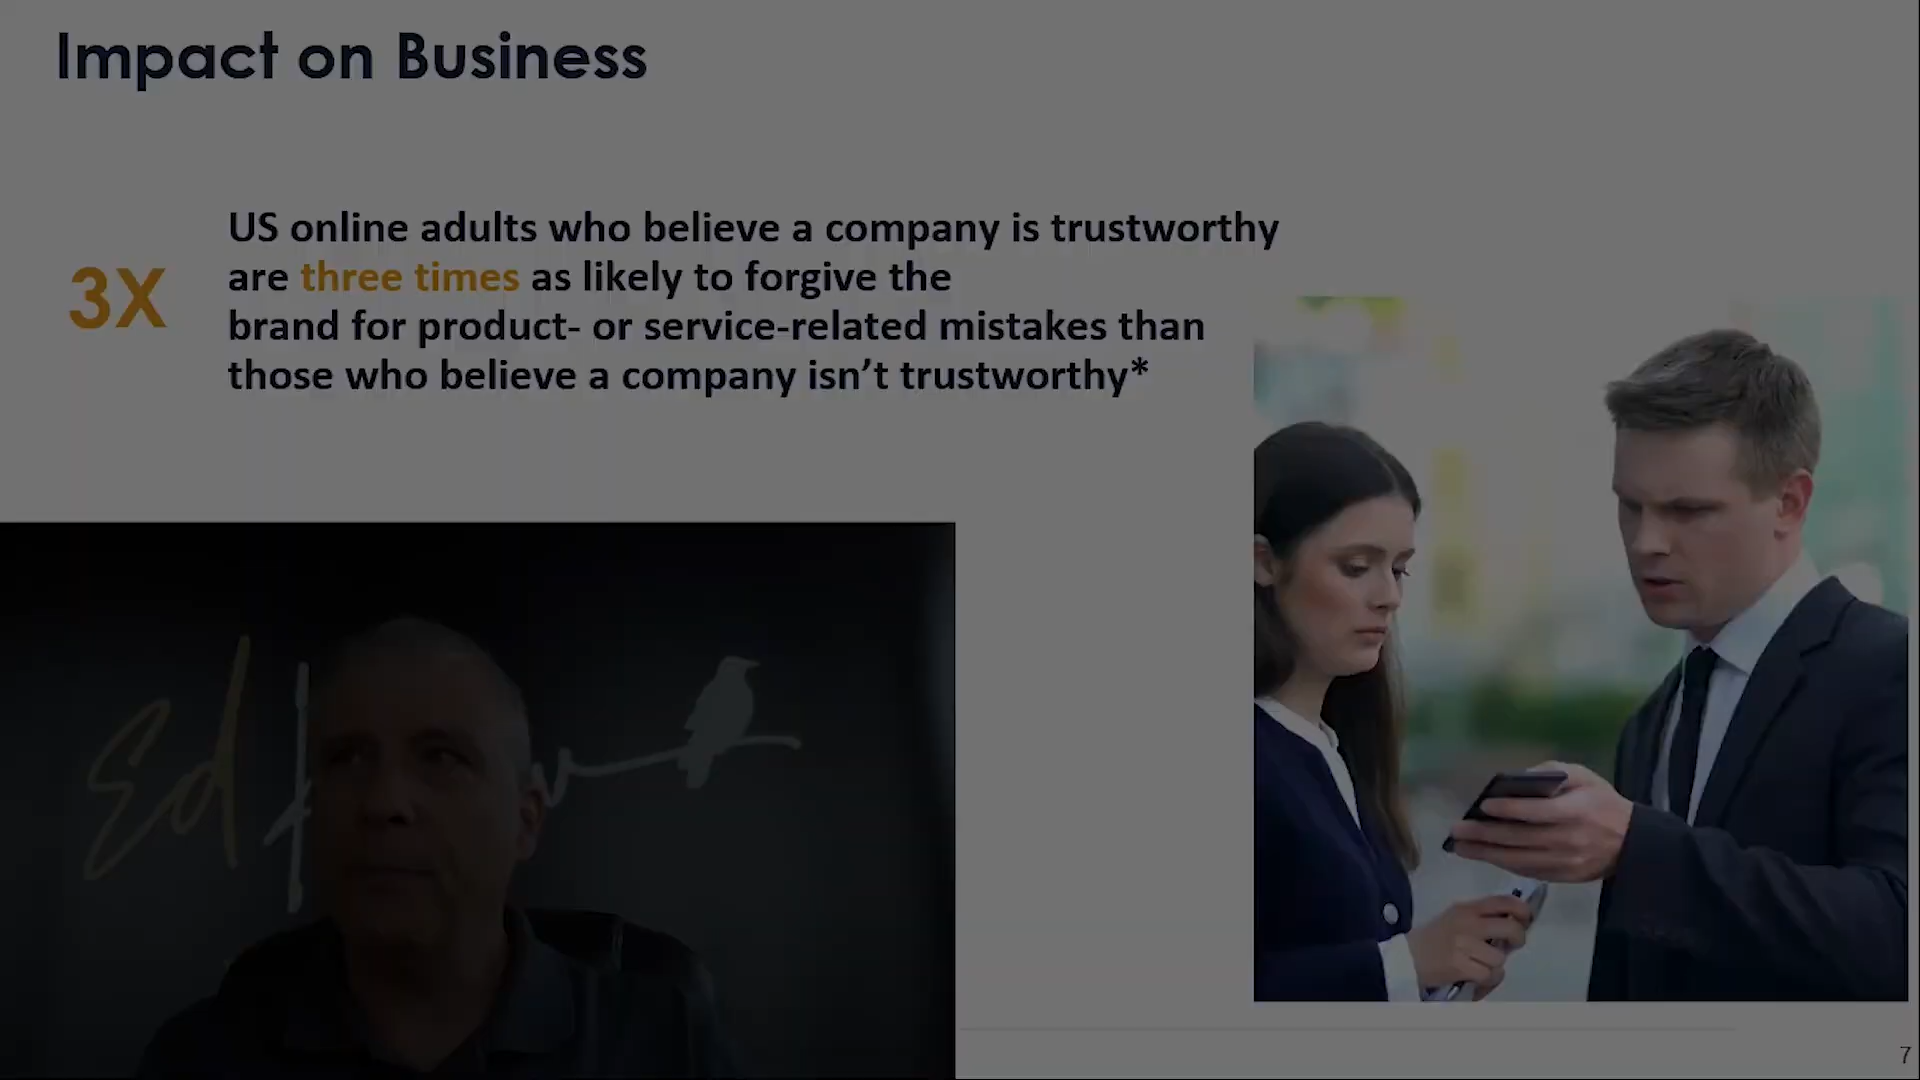 Impact on Business
3X
US online adults who believe a company is trustworthy
are three times as likely to forgive the
brand for product- or service-related mistakes than
those who believe a company isn’t trustworthy*
Ed
7